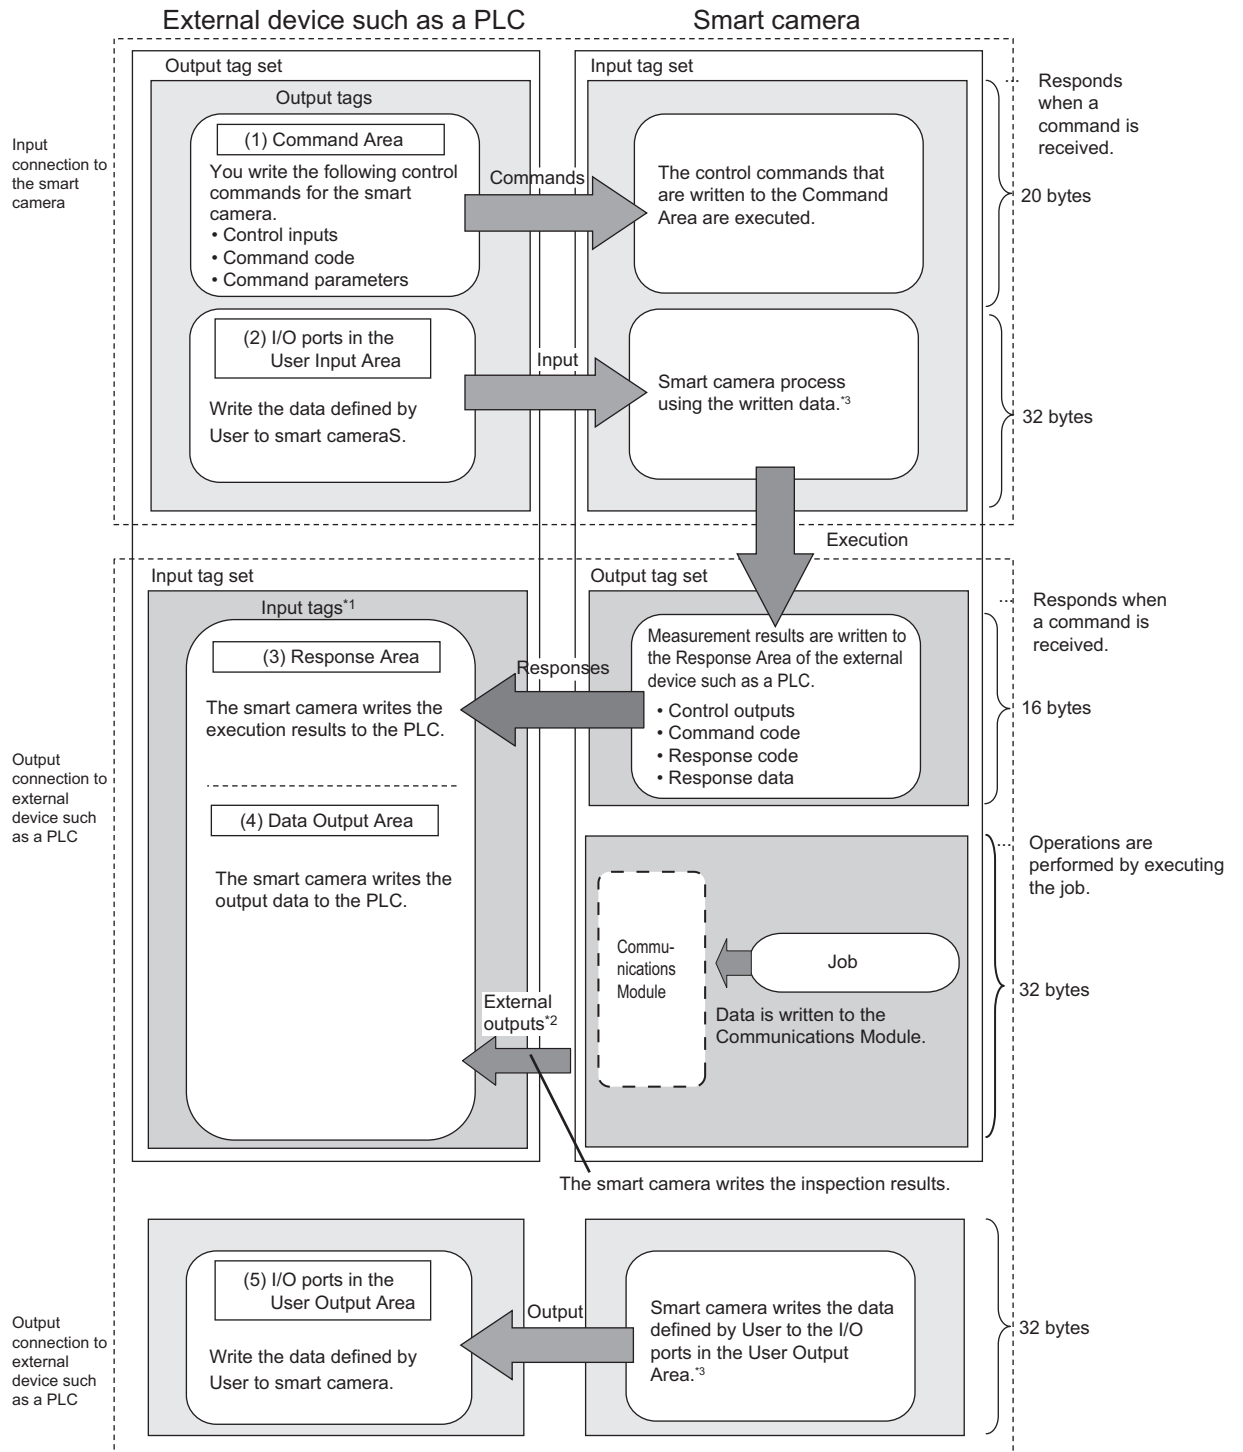 External device such as a PLC
Smart camera
Output tag set
Input tag set
Output tags
Responds
when a
command is
received.
Input
connection to
the smart
camera
(1) Command Area
You write the following control
commands for the smart
camera.
• Control inputs
• Command code
• Command parameters
Commands
The control commands that
are written to the Command
Area are executed.
20 bytes
(2) I/O ports in the
User Input Area
Write the data defined by
User to smart cameraS.
Input
Smart camera process
using the written data.*3
32 bytes
Execution
Input tag set
Output tag set
Input tags*1
Responds when
a command is
received.
(3) Response Area
The smart camera writes the
execution results to the PLC.
Responses
Measurement results are written to
the Response Area of the external
device such as a PLC.
• Control outputs
• Command code
• Response code
• Response data
16 bytes
Output
connection to
external
device such
as a PLC
(4) Data Output Area
The smart camera writes the
output data to the PLC.
Operations are
performed by executing
the job.
Commu-
nications
Module
Job
Data is written to the
Communications Module.
32 bytes
External
outputs*2
The smart camera writes the inspection results.
Output
connection to
external
device such
as a PLC
(5) I/O ports in the
User Output Area
Write the data defined by
User to smart camera.
Output
Smart camera writes the data
defined by User to the I/O
ports in the User Output
Area.*3
32 bytes